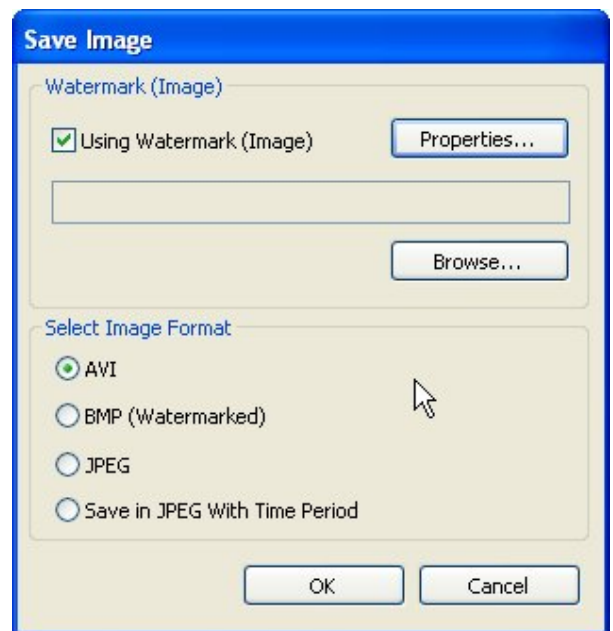 Save Image
Watermark (Image)
Using Watermark (Image)
Properties...
Browse...
Select Image Format
AVI
BMP (Watermarked)
JPEG
Save in JPEG With Time Period
OK
Cancel